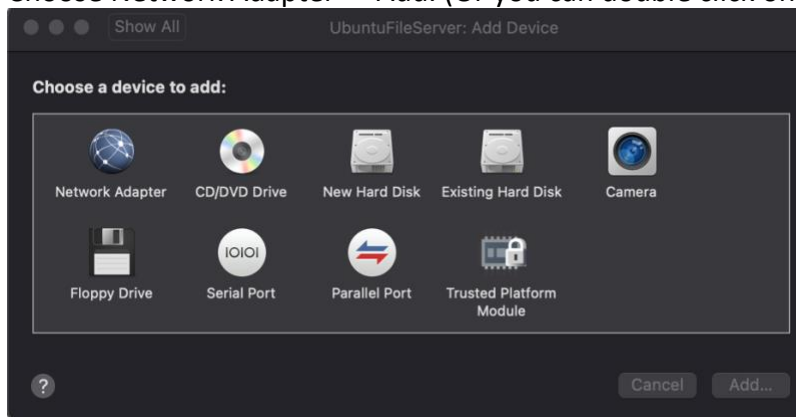 Show All
UbuntuFileServer: Add Device
Choose a device to add:
Network Adapter
CD/DVD Drive
New Hard Disk
Existing Hard Disk
Camera
IOIOI
Floppy Drive
Serial Port
Parallel Port
Trusted Platform
Module
?
Cancel
Add...